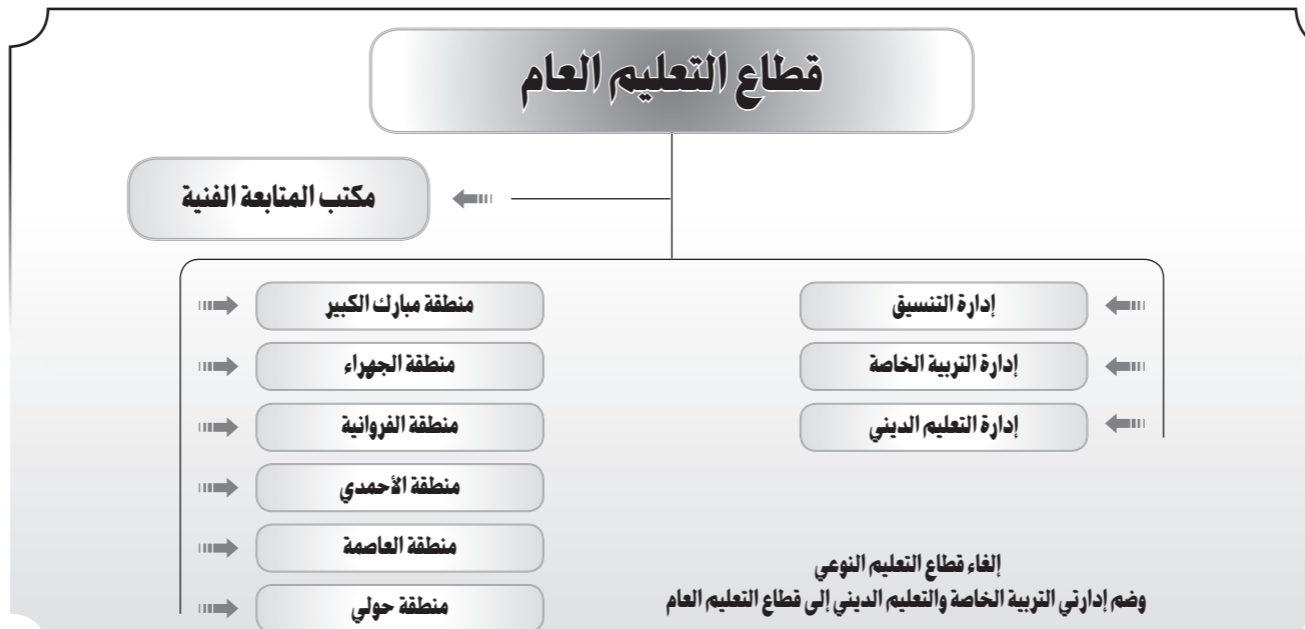 قطاع التعليم العام
مكتب المتابعة الفنية
إدارة التنسيق
إدارة التربية الخاصة
إدارة التعليم الديني
منطقة مبارك الكبير
منطقة الجهراء
منطقة الفروانية
منطقة الأحمدي
منطقة العاصمة
منطقة حولي
إلغاء قطاع التعليم النوعي
وضم إدارتي التربية الخاصة والتعليم الديني إلى قطاع التعليم العام